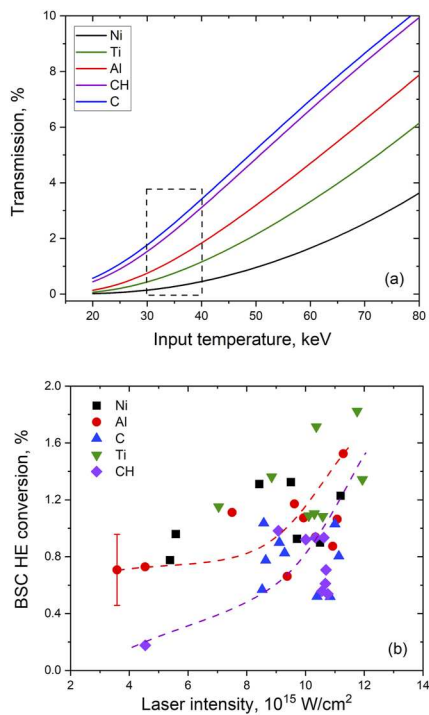 10
8
6
4
2
0
Transmission, %
Ni
Ti
Al
CH
C
(a)
20 30 40 50 60 70 80
Input temperature, keV
2.0
1.6
1.2
0.8
0.4
0.0
BSC HE conversion, %
Ni
Al
C
Ti
CH
(b)
2 4 6 8 10 12 14
Laser intensity, 10¹⁵ W/cm²